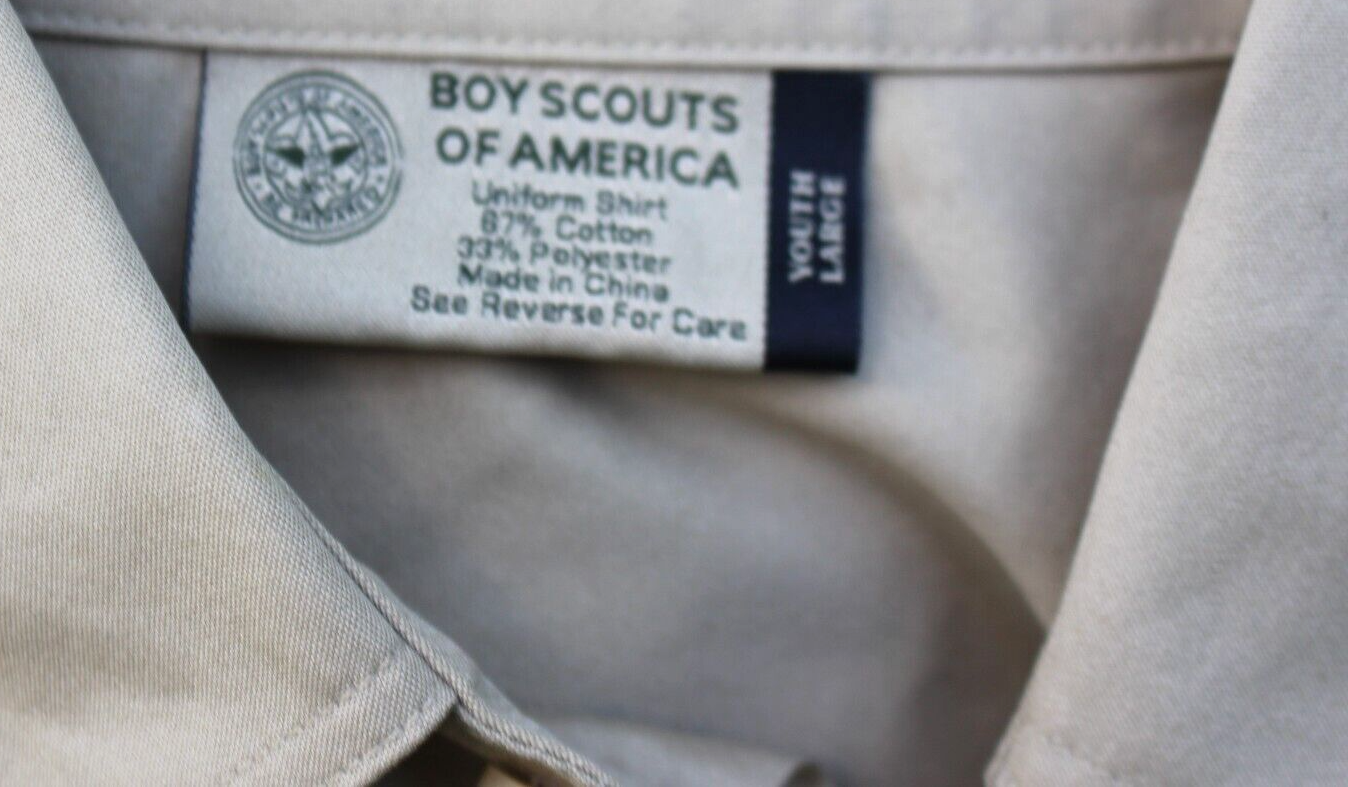 BOY SCOUTS
OF AMERICA
Uniform Shirt
67% Cotton
33% Polyester
Made in China
See Reverse For Care
YOUTH
LARGE